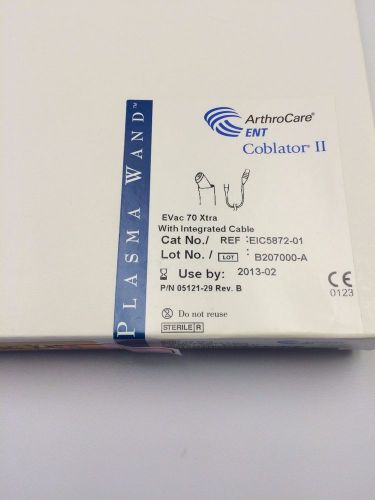 PLASMA WAND™
ArthroCare®
ENT
Coblator® II
EVac 70 Xtra
With Integrated Cable
Cat No./ REF :EIC5872-01
Lot No./ LOT : B207000-A
Use by: 2013-02
P/N 05121-29 Rev. B
CE
0123
Do not reuse
STERILE R